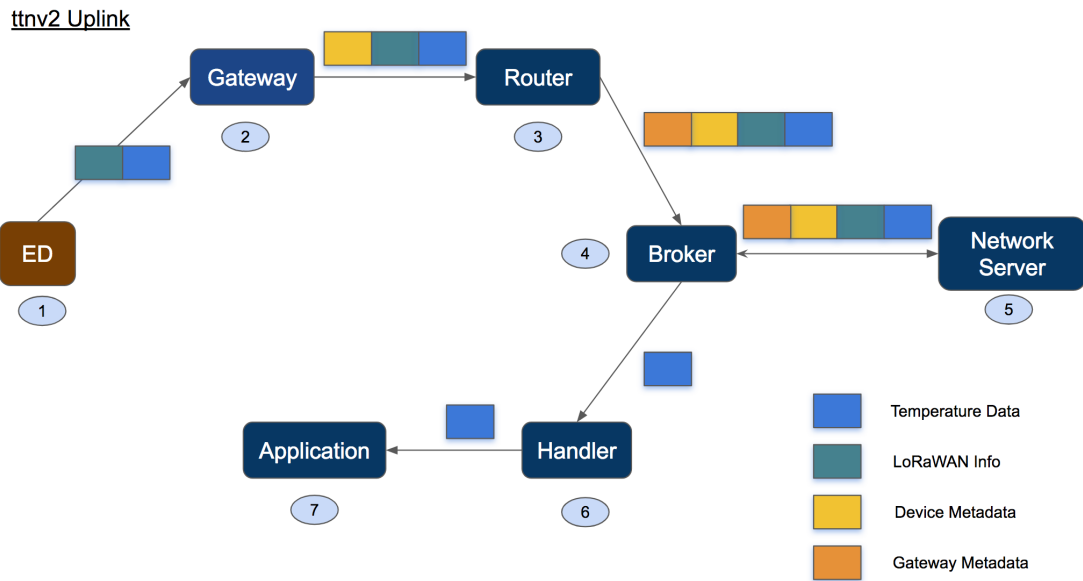 ttnv2 Uplink
Gateway
Router
2
3
ED
1
Broker
4
Network
Server
5
Application
Handler
7
6
Temperature Data
LoRaWAN Info
Device Metadata
Gateway Metadata